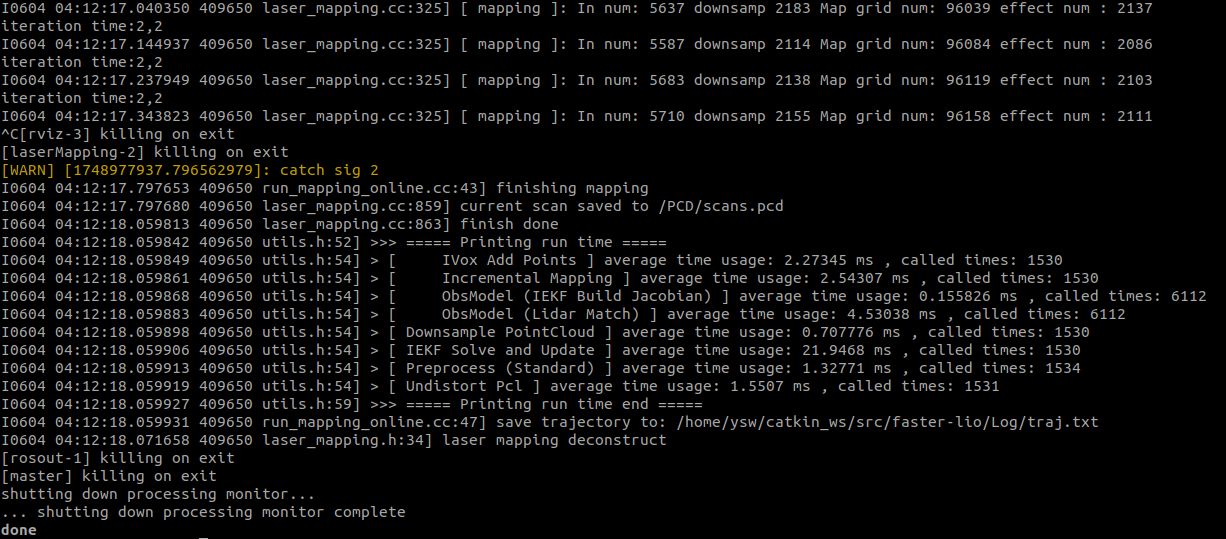 I0604 04:12:17.040350 409650 laser_mapping.cc:325] [ mapping ]: In num: 5637 downsamp 2183 Map grid num: 96039 effect num : 2137
iteration time:2,2
I0604 04:12:17.144937 409650 laser_mapping.cc:325] [ mapping ]: In num: 5587 downsamp 2114 Map grid num: 96084 effect num : 2086
iteration time:2,2
I0604 04:12:17.237949 409650 laser_mapping.cc:325] [ mapping ]: In num: 5683 downsamp 2138 Map grid num: 96119 effect num : 2103
iteration time:2,2
I0604 04:12:17.343823 409650 laser_mapping.cc:325] [ mapping ]: In num: 5710 downsamp 2155 Map grid num: 96158 effect num : 2111
^C[rviz-3] killing on exit
[laserMapping-2] killing on exit
[WARN] [1748977937.796562979]: catch sig 2
I0604 04:12:17.797653 409650 run_mapping_online.cc:43] finishing mapping
I0604 04:12:17.797680 409650 laser_mapping.cc:859] current scan saved to /PCD/scans.pcd
I0604 04:12:18.059813 409650 laser_mapping.cc:863] finish done
I0604 04:12:18.059842 409650 utils.h:52] >>> ===== Printing run time =====
I0604 04:12:18.059849 409650 utils.h:54] > [     IVox Add Points ] average time usage: 2.27345 ms , called times: 1530
I0604 04:12:18.059861 409650 utils.h:54] > [     Incremental Mapping ] average time usage: 2.54307 ms , called times: 1530
I0604 04:12:18.059868 409650 utils.h:54] > [     ObsModel (IEKF Build Jacobian) ] average time usage: 0.155826 ms , called times: 6112
I0604 04:12:18.059883 409650 utils.h:54] > [     ObsModel (Lidar Match) ] average time usage: 4.53038 ms , called times: 6112
I0604 04:12:18.059898 409650 utils.h:54] > [ Downsample PointCloud ] average time usage: 0.707776 ms , called times: 1530
I0604 04:12:18.059906 409650 utils.h:54] > [ IEKF Solve and Update ] average time usage: 21.9468 ms , called times: 1530
I0604 04:12:18.059913 409650 utils.h:54] > [ Preprocess (Standard) ] average time usage: 1.32771 ms , called times: 1534
I0604 04:12:18.059919 409650 utils.h:54] > [ Undistort Pcl ] average time usage: 1.5507 ms , called times: 1531
I0604 04:12:18.059927 409650 utils.h:59] >>> ===== Printing run time end =====
I0604 04:12:18.059931 409650 run_mapping_online.cc:47] save trajectory to: /home/ysw/catkin_ws/src/faster-lio/Log/traj.txt
I0604 04:12:18.071658 409650 laser_mapping.h:34] laser mapping deconstruct
[rosout-1] killing on exit
[master] killing on exit
shutting down processing monitor...
... shutting down processing monitor complete
done